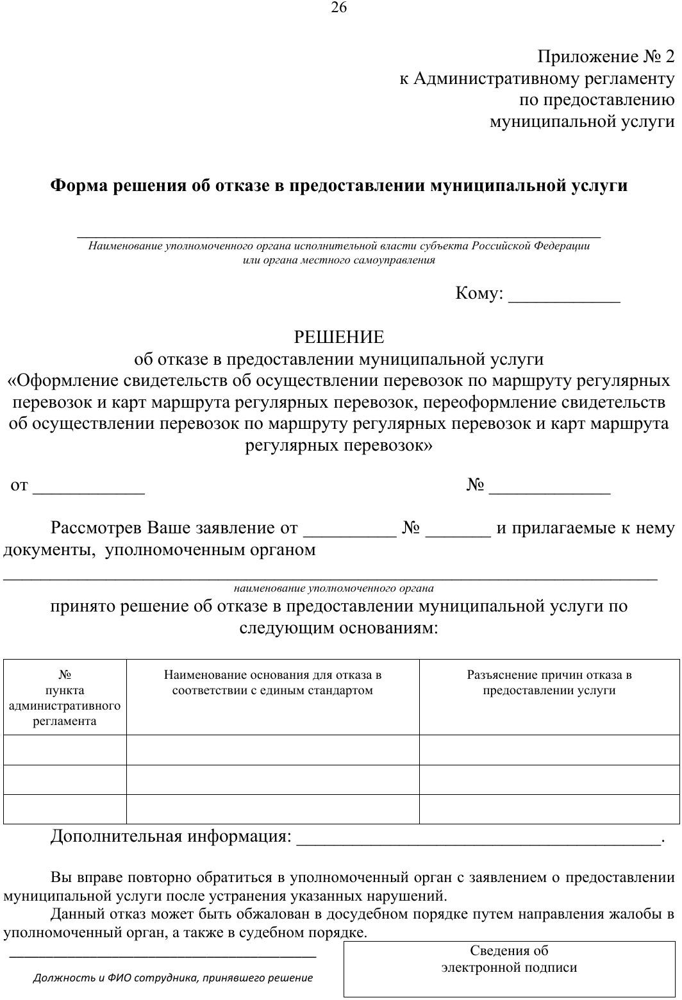 26
Приложение № 2
к Административному регламенту
по предоставлению
муниципальной услуги
Форма решения об отказе в предоставлении муниципальной услуги
________________________________________________________
Наименование уполномоченного органа исполнительной власти субъекта Российской Федерации
или органа местного самоуправления
Кому: ____________
РЕШЕНИЕ
об отказе в предоставлении муниципальной услуги
«Оформление свидетельств об осуществлении перевозок по маршруту регулярных
перевозок и карт маршрута регулярных перевозок, переоформление свидетельств
об осуществлении перевозок по маршруту регулярных перевозок и карт маршрута
регулярных перевозок»
от ____________ № _____________
Рассмотрев Ваше заявление от __________ № _______ и прилагаемые к нему
документы, уполномоченным органом
______________________________________________________________________
наименование уполномоченного органа
принято решение об отказе в предоставлении муниципальной услуги по
следующим основаниям:
№
пункта
административного
регламента
Наименование основания для отказа в
соответствии с единым стандартом
Разъяснение причин отказа в
предоставлении услуги
Дополнительная информация: _______________________________________.
Вы вправе повторно обратиться в уполномоченный орган с заявлением о предоставлении
муниципальной услуги после устранения указанных нарушений.
Данный отказ может быть обжалован в досудебном порядке путем направления жалобы в
уполномоченный орган, а также в судебном порядке.
________________________________________
Должность и ФИО сотрудника, принявшего решение
Сведения об
электронной подписи